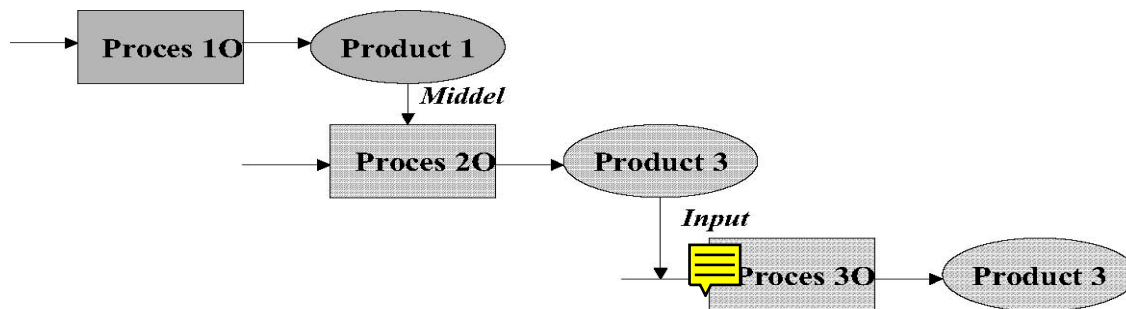 Proces 1O
Product 1
Middel
Proces 2O
Product 3
Input
Proces 3O
Product 3